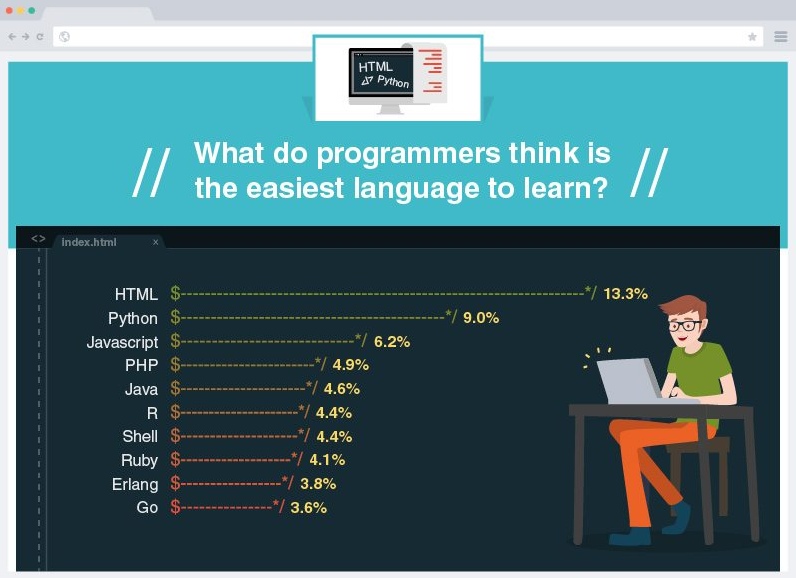 HTML
</> Python
// What do programmers think is //
the easiest language to learn?
<> index.html x
HTML $--------------------------------------------------------------------*/ 13.3%
Python $--------------------------------------------*/ 9.0%
Javascript $-----------------------------*/ 6.2%
PHP $----------------------*/ 4.9%
Java $---------------------*/ 4.6%
R $--------------------*/ 4.4%
Shell $--------------------*/ 4.4%
Ruby $-------------------*/ 4.1%
Erlang $-----------------*/ 3.8%
Go $---------------*/ 3.6%